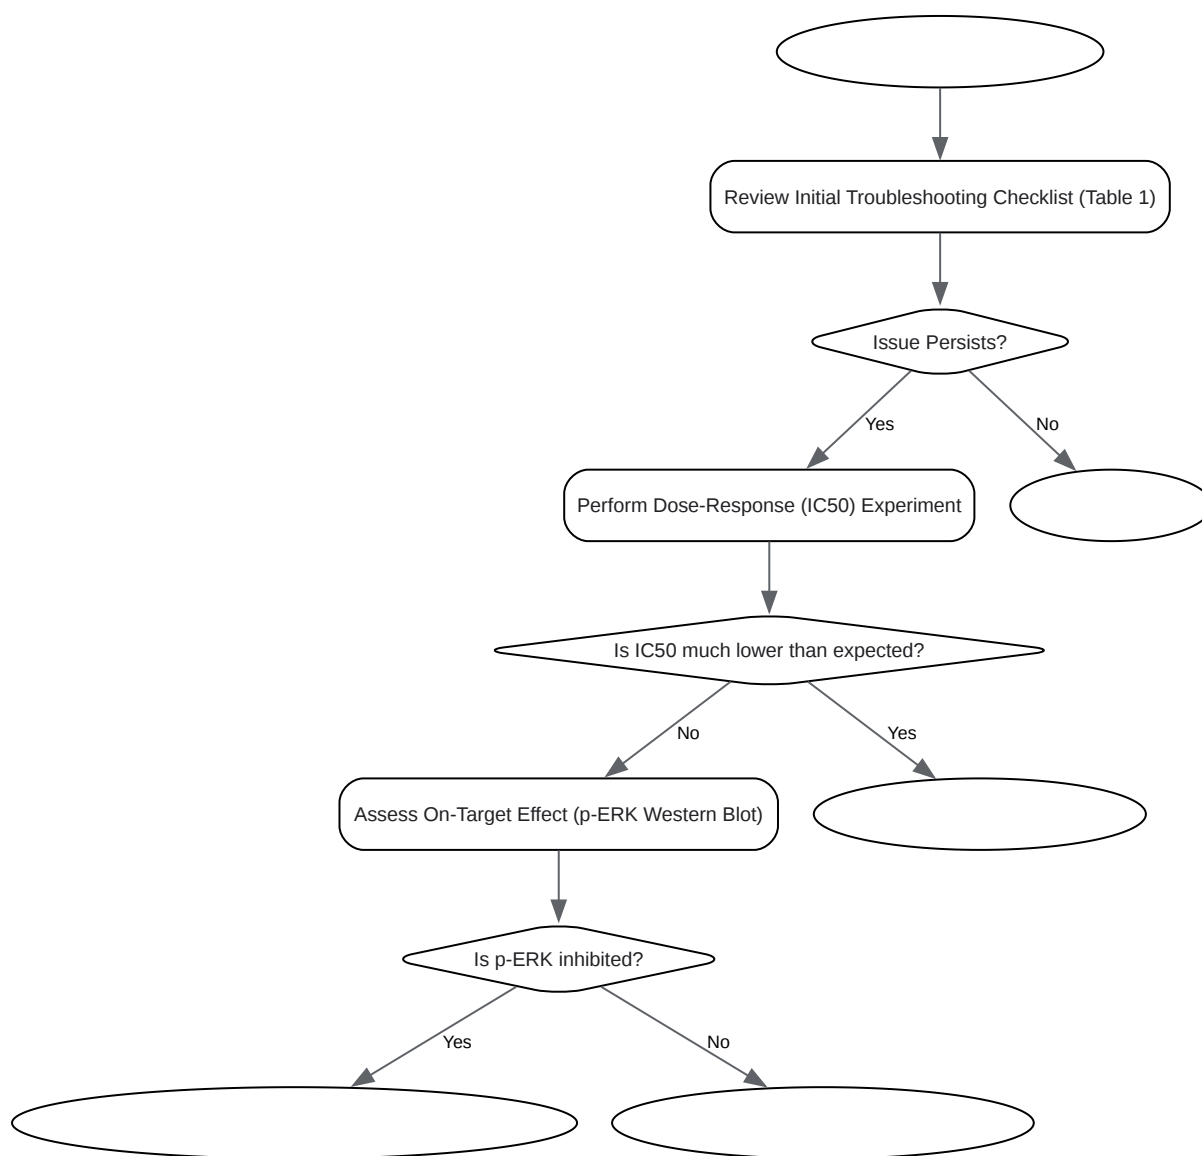 Review Initial Troubleshooting Checklist (Table 1)
Issue Persists?
Yes
No
Perform Dose-Response (IC50) Experiment
Is IC50 much lower than expected?
No
Yes
Assess On-Target Effect (p-ERK Western Blot)
Is p-ERK inhibited?
Yes
No